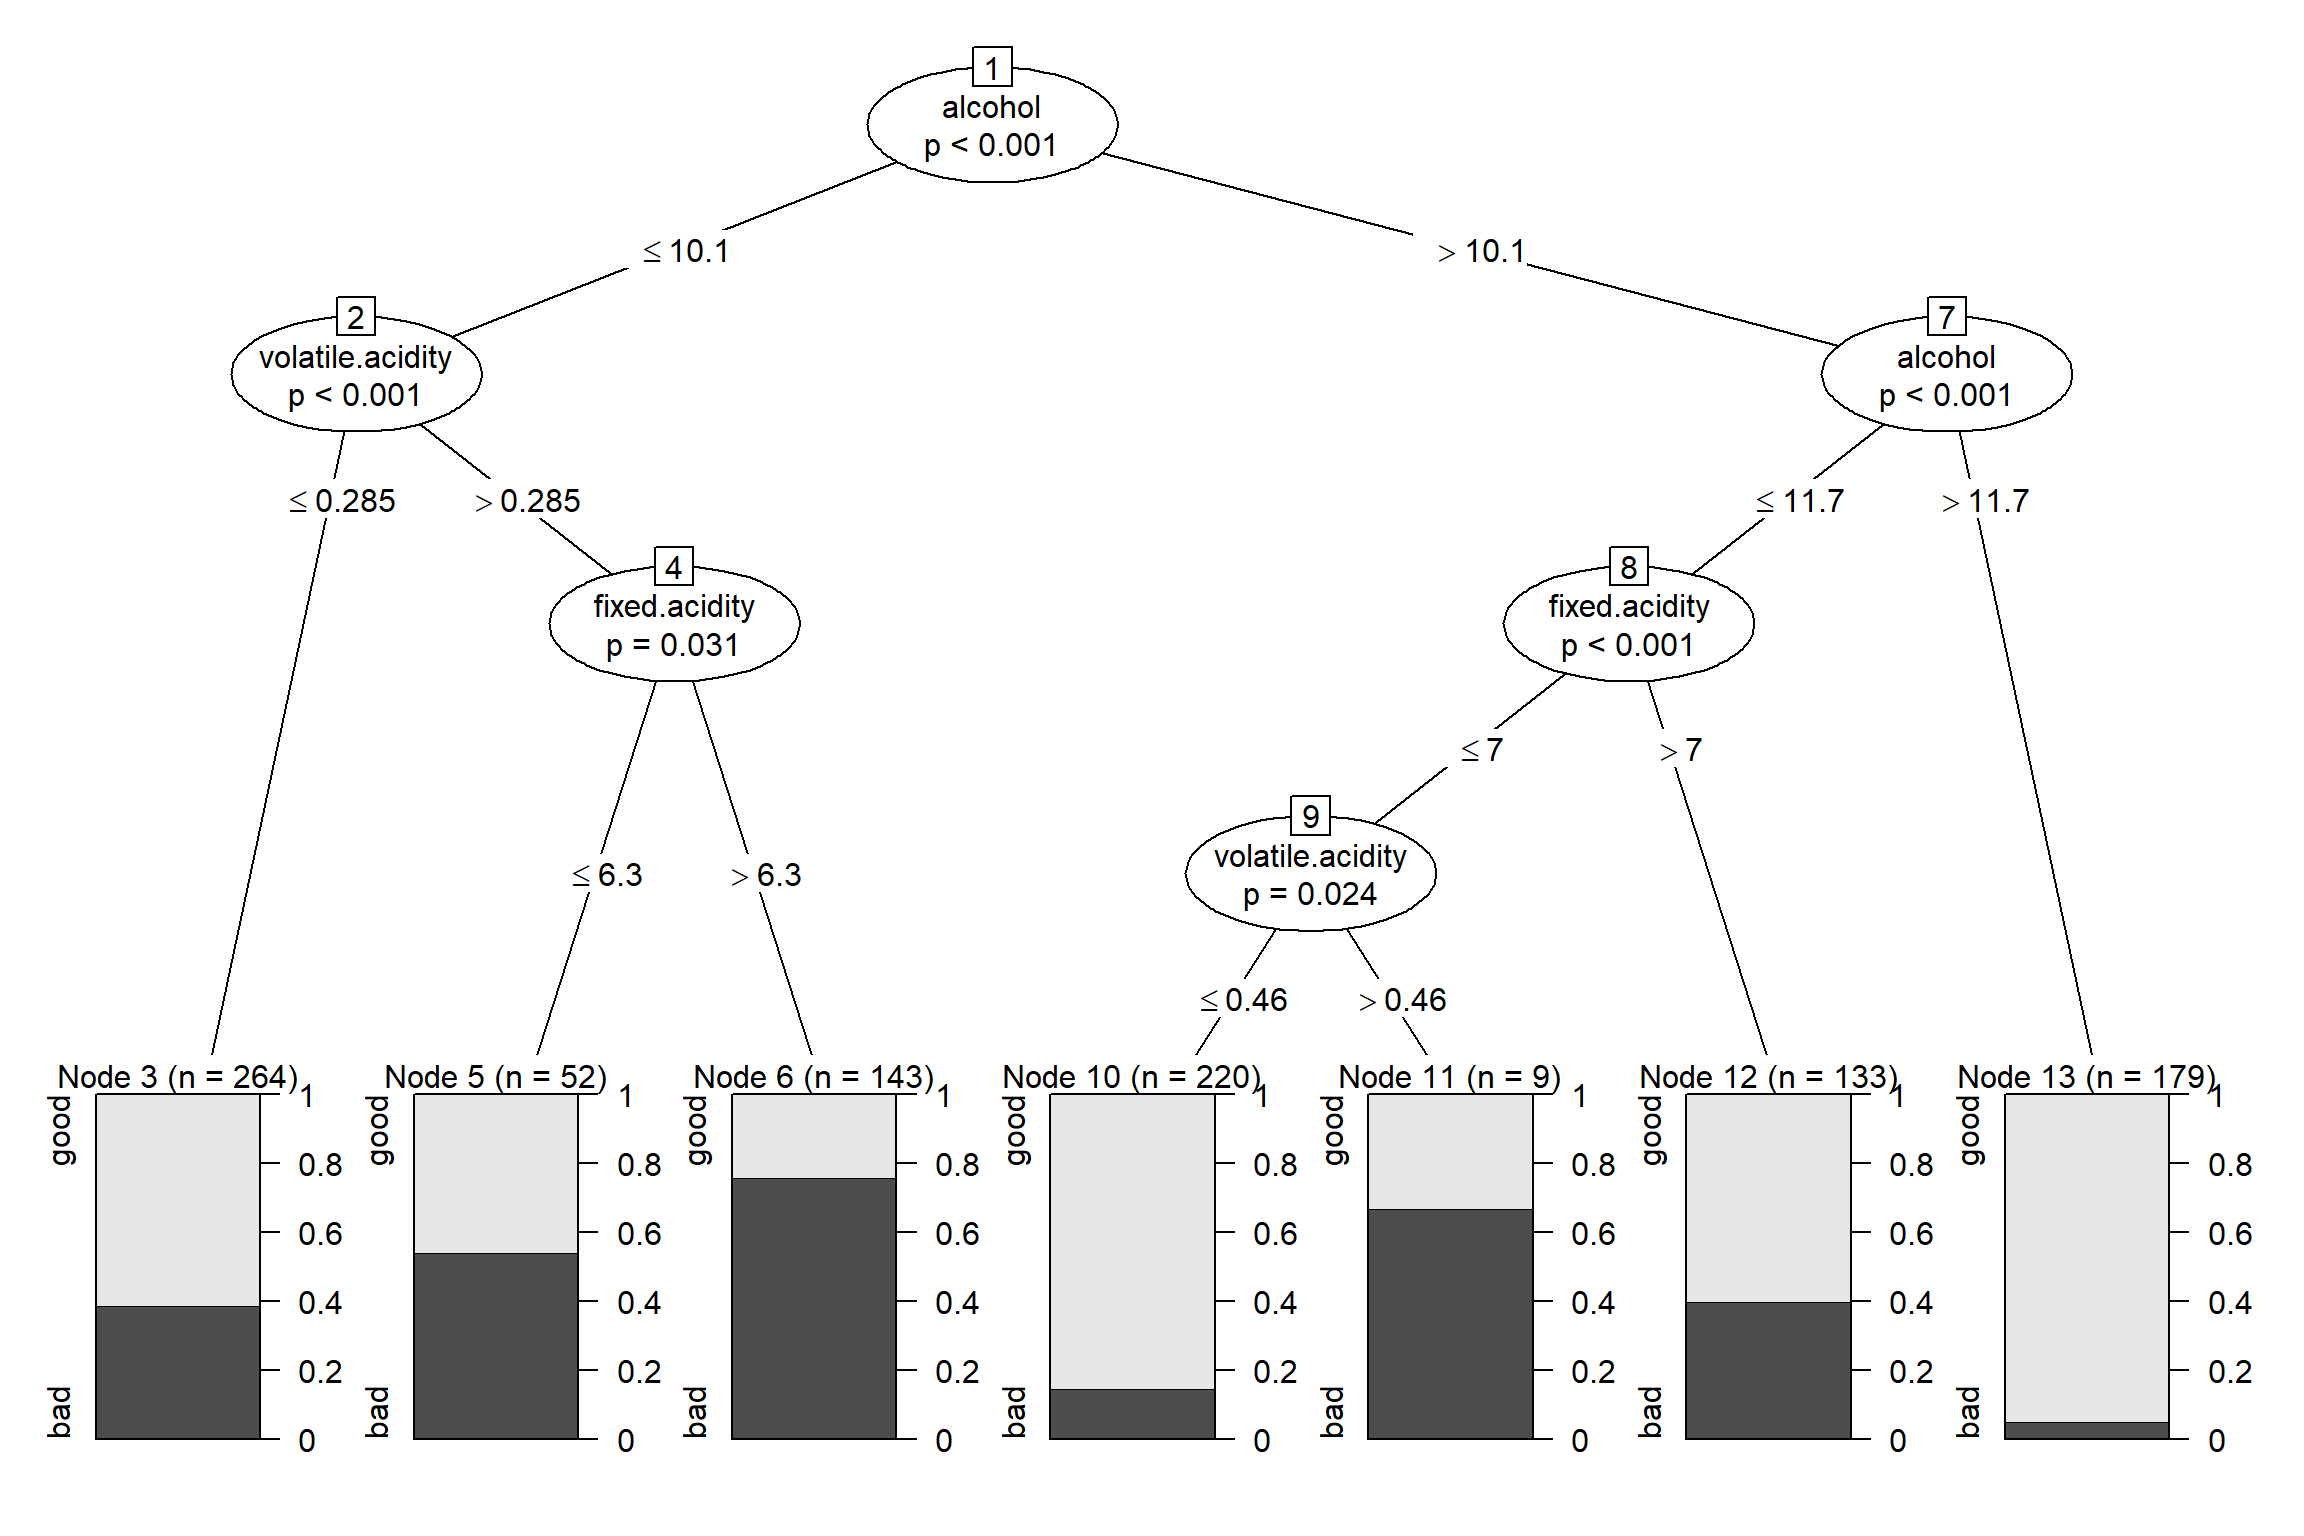 1
alcohol
p < 0.001
≤ 10.1
> 10.1
2
volatile.acidity
p < 0.001
7
alcohol
p < 0.001
≤ 0.285
> 0.285
≤ 11.7
> 11.7
4
fixed.acidity
p = 0.031
8
fixed.acidity
p < 0.001
≤ 7
> 7
9
volatile.acidity
p = 0.024
≤ 6.3
> 6.3
≤ 0.46
> 0.46
Node 3 (n = 264)
good
bad
1
0.8
0.6
0.4
0.2
0
Node 5 (n = 52)
good
bad
1
0.8
0.6
0.4
0.2
0
Node 6 (n = 143)
good
bad
1
0.8
0.6
0.4
0.2
0
Node 10 (n = 220)
good
bad
1
0.8
0.6
0.4
0.2
0
Node 11 (n = 9)
good
bad
1
0.8
0.6
0.4
0.2
0
Node 12 (n = 133)
good
bad
1
0.8
0.6
0.4
0.2
0
Node 13 (n = 179)
good
bad
1
0.8
0.6
0.4
0.2
0